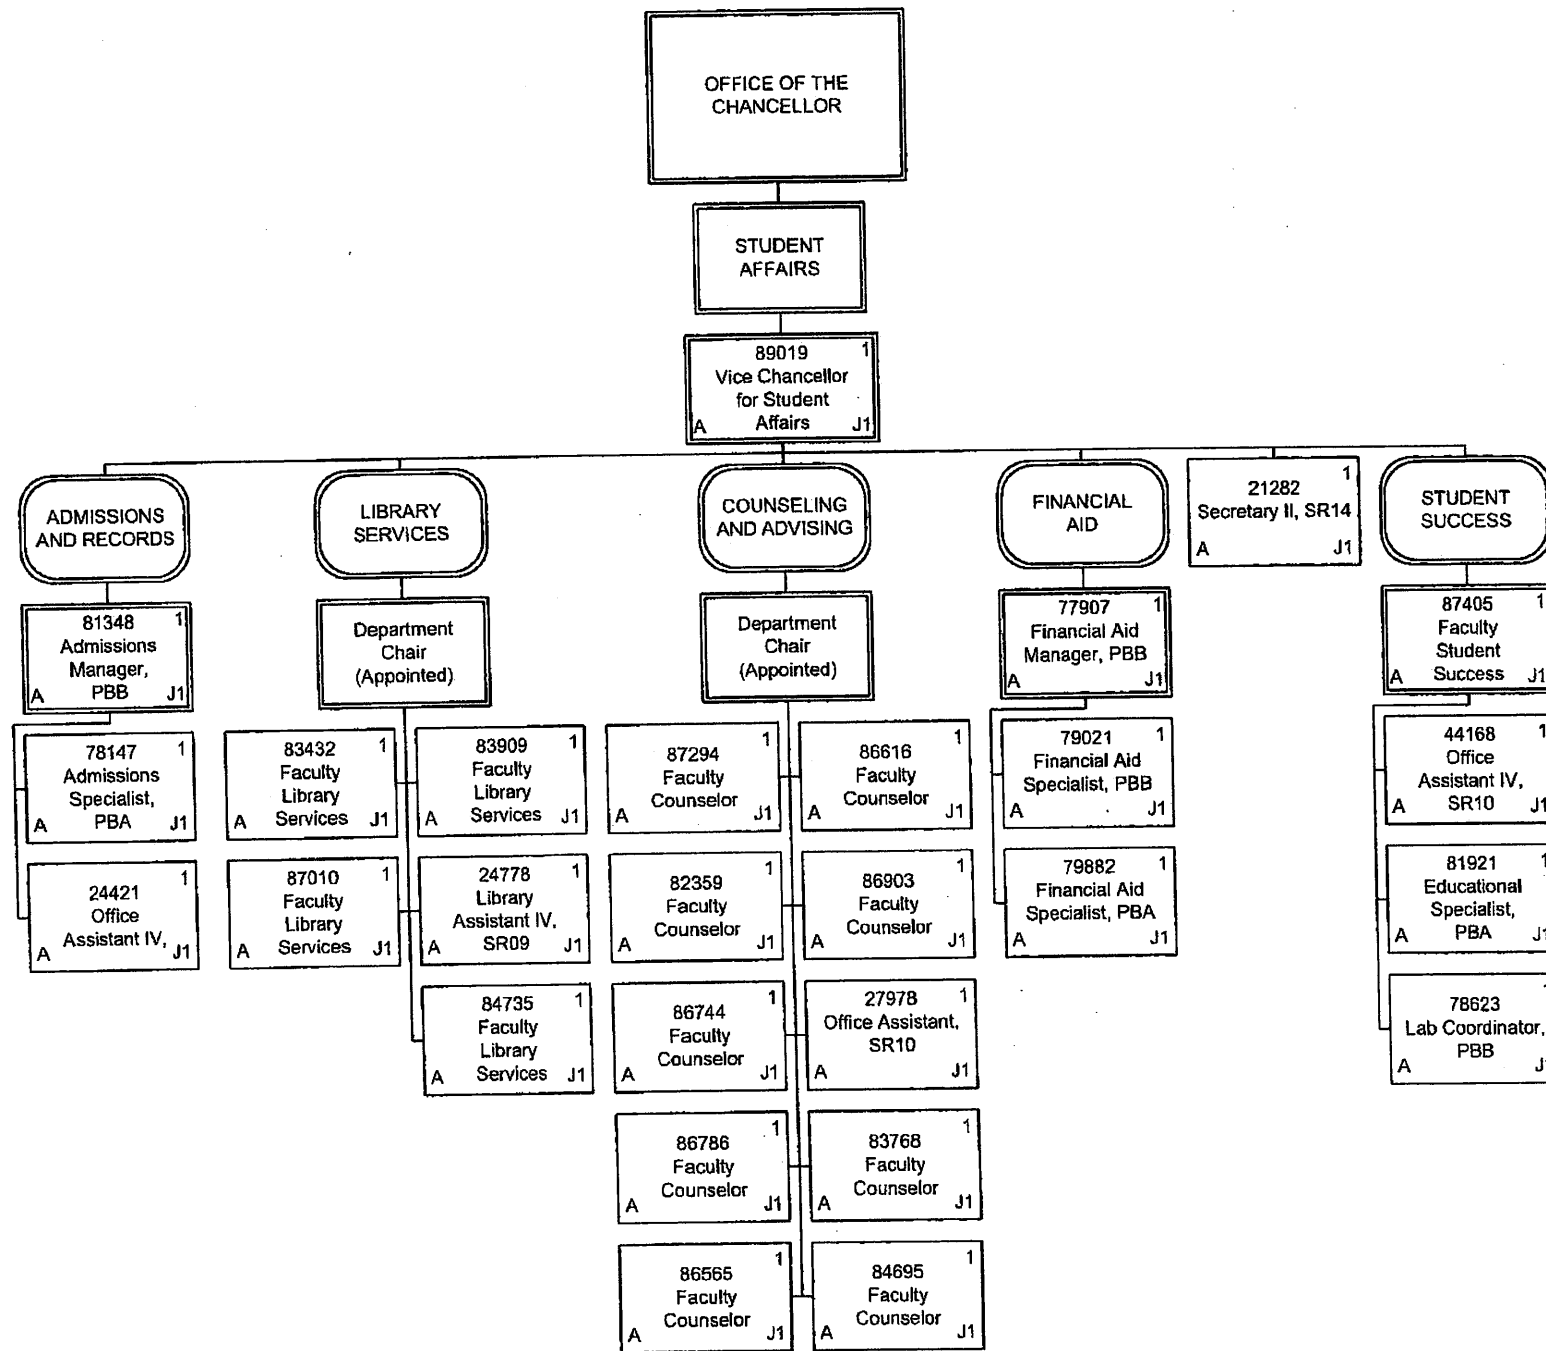 OFFICE OF THE
CHANCELLOR
STUDENT
AFFAIRS
89019 1
Vice Chancellor
for Student
A Affairs J1
ADMISSIONS
AND RECORDS
81348 1
Admissions
Manager,
A PBB J1
78147 1
Admissions
Specialist,
A PBA J1
24421 1
Office
Assistant IV,
A J1
LIBRARY
SERVICES
Department
Chair
(Appointed)
83432 1
Faculty
Library
A Services J1
83909 1
Faculty
Library
A Services J1
87010 1
Faculty
Library
A Services J1
24778 1
Library
Assistant IV,
A SR09 J1
84735 1
Faculty
Library
A Services J1
COUNSELING
AND ADVISING
Department
Chair
(Appointed)
87294 1
Faculty
Counselor
A J1
86616 1
Faculty
Counselor
A J1
82359 1
Faculty
Counselor
A J1
86903 1
Faculty
Counselor
A J1
86744 1
Faculty
Counselor
A J1
27978 1
Office Assistant,
SR10
A J1
86786 1
Faculty
Counselor
A J1
83768 1
Faculty
Counselor
A J1
86565 1
Faculty
Counselor
A J1
84695 1
Faculty
Counselor
A J1
FINANCIAL
AID
77907 1
Financial Aid
Manager, PBB
A J1
79021 1
Financial Aid
Specialist, PBB
A J1
79882 1
Financial Aid
Specialist, PBA
A J1
21282 1
Secretary II, SR14
A J1
STUDENT
SUCCESS
87405 1
Faculty
Student
A Success J1
44168 1
Office
Assistant IV,
A SR10 J1
81921 1
Educational
Specialist,
A PBA J1
78623 1
Lab Coordinator,
PBB
A J1